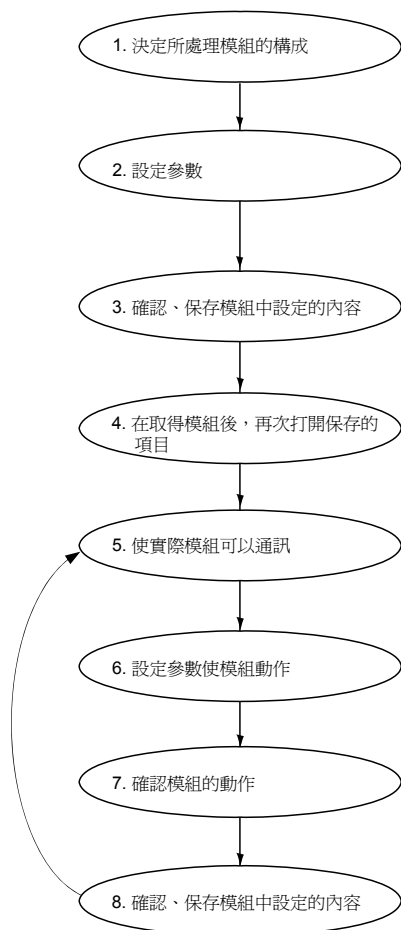 1. 決定所處理模組的構成
2. 設定參數
3. 確認、保存模組中設定的內容
4. 在取得模組後，再次打開保存的
項目
5. 使實際模組可以通訊
6. 設定參數使模組動作
7. 確認模組的動作
8. 確認、保存模組中設定的內容